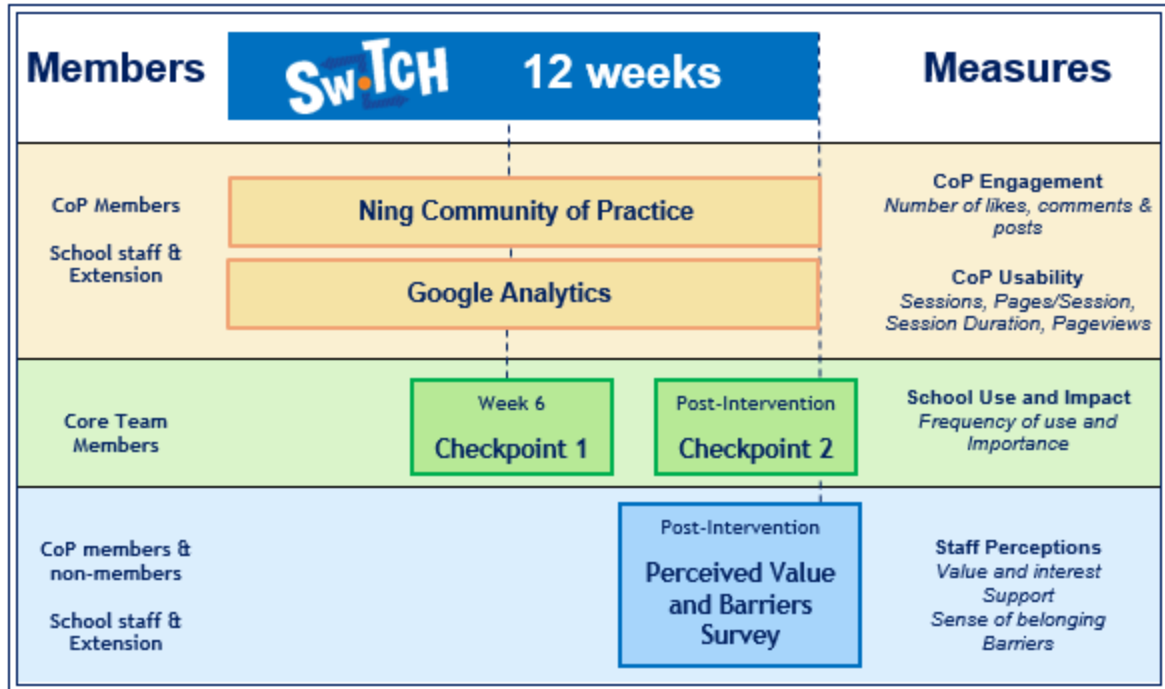 Members
SWITCH 12 weeks
Measures
CoP Members
School staff &
Extension
Ning Community of Practice
Google Analytics
CoP Engagement
Number of likes, comments &
posts
CoP Usability
Sessions, Pages/Session,
Session Duration, Pageviews
Core Team
Members
Week 6
Checkpoint 1
Post-Intervention
Checkpoint 2
School Use and Impact
Frequency of use and
Importance
CoP members &
non-members
School staff &
Extension
Post-Intervention
Perceived Value
and Barriers
Survey
Staff Perceptions
Value and interest
Support
Sense of belonging
Barriers